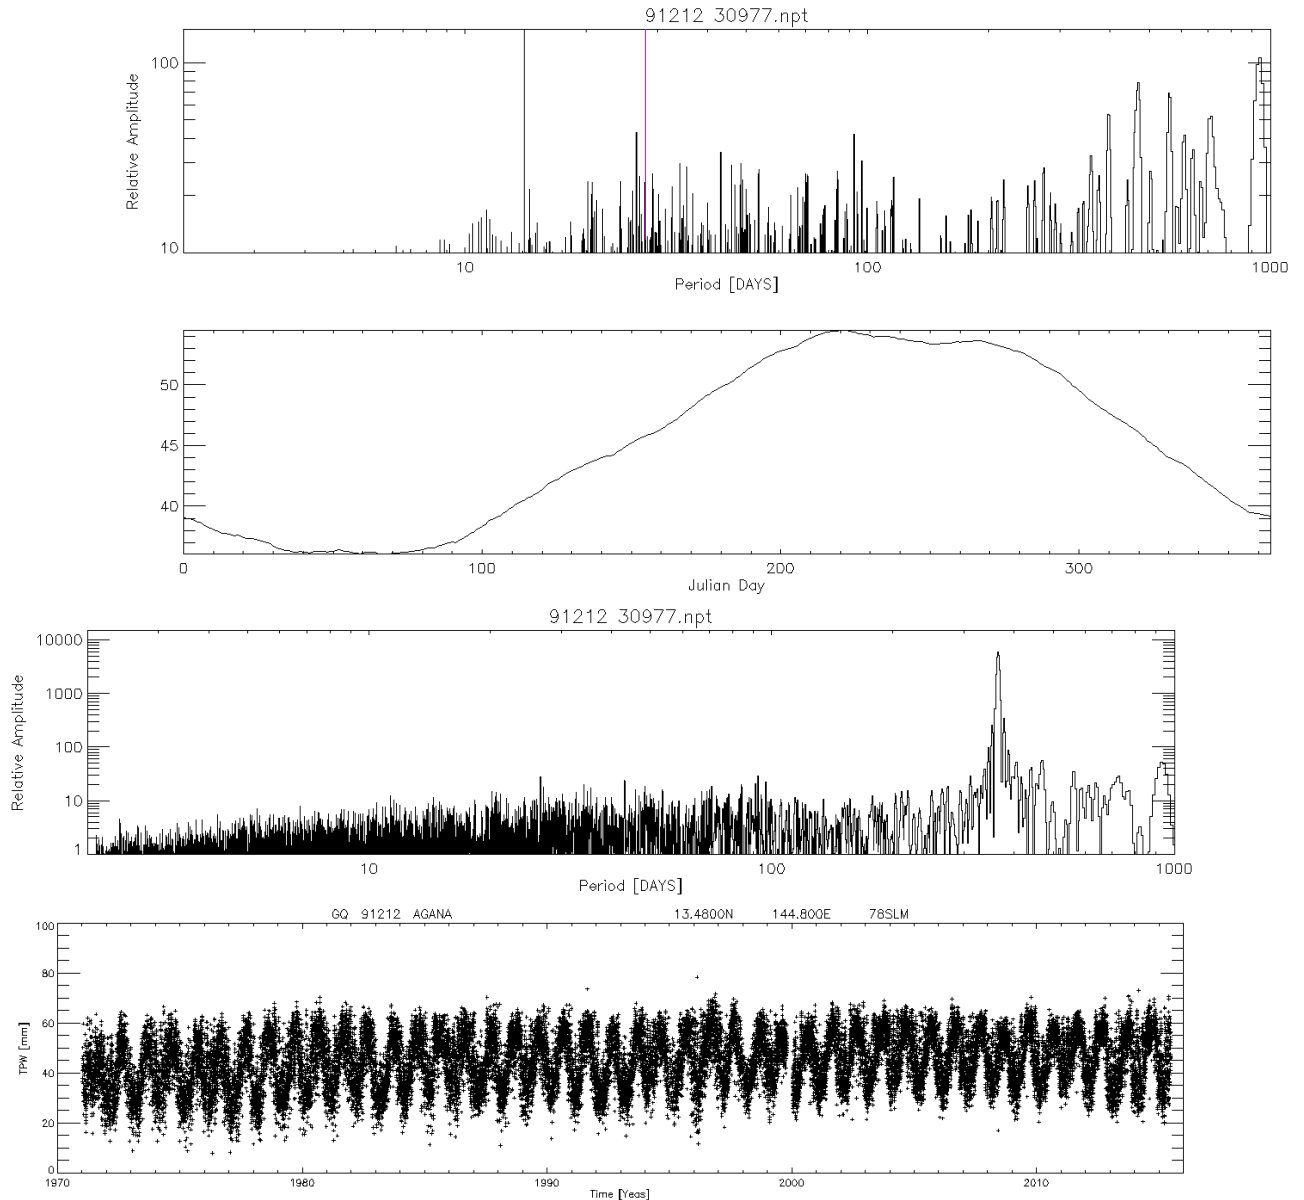 91212 30977.npt
100
10
Relative Amplitude
10 100 1000
Period [DAYS]
50
45
40
0 100 200 300
Julian Day
91212 30977.npt
10000
1000
100
10
1
Relative Amplitude
10 100 1000
Period [DAYS]
GQ 91212 AGANA 13.4800N 144.800E 78SLM
100
80
60
40
20
0
TPW [mm]
1970 1980 1990 2000 2010
Time [Yeas]